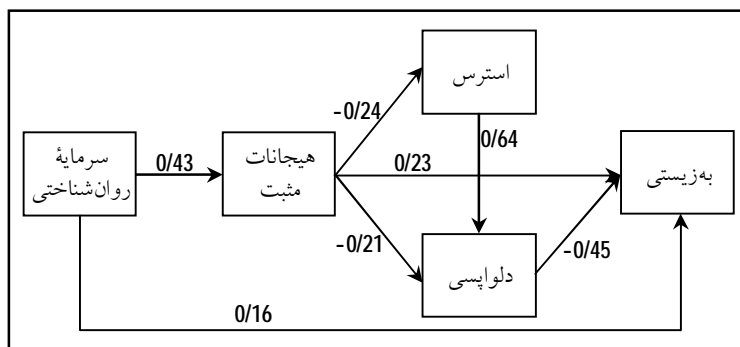 استرس
-0/24
0/64
سرمایۀ
روان‌شناختی
0/43
هیجانات
مثبت
0/23
به‌زیستی
-0/21
دلواپسی
-0/45
0/16